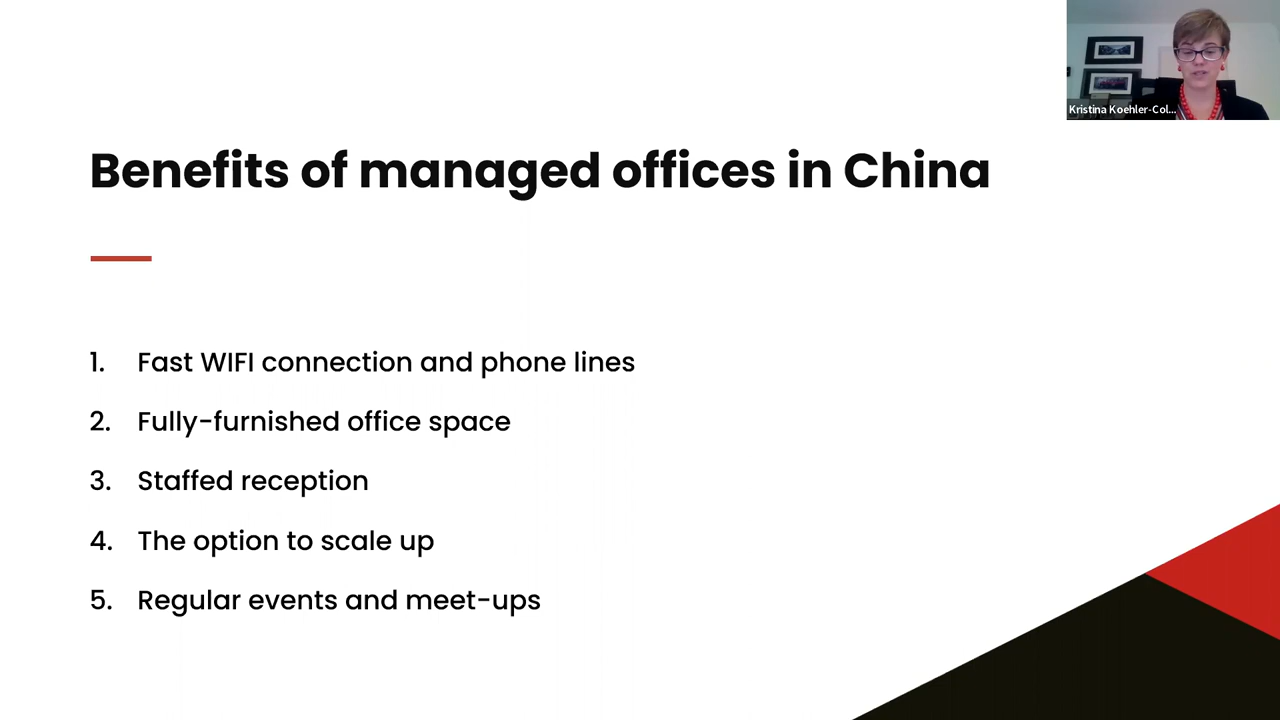 Kristina Koehler-Col...
Benefits of managed offices in China
1. Fast WIFI connection and phone lines
2. Fully-furnished office space
3. Staffed reception
4. The option to scale up
5. Regular events and meet-ups